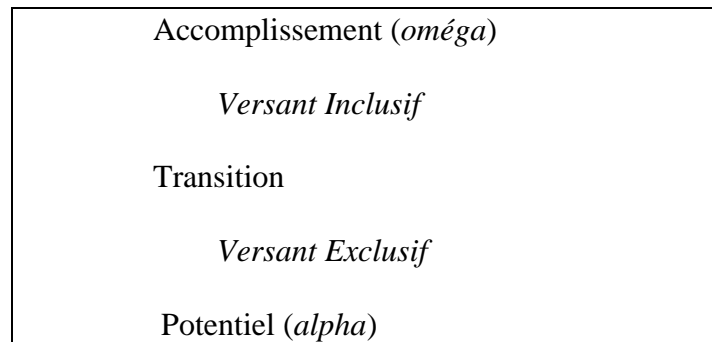 Accomplissement (oméga)
Versant Inclusif
Transition
Versant Exclusif
Potentiel (alpha)